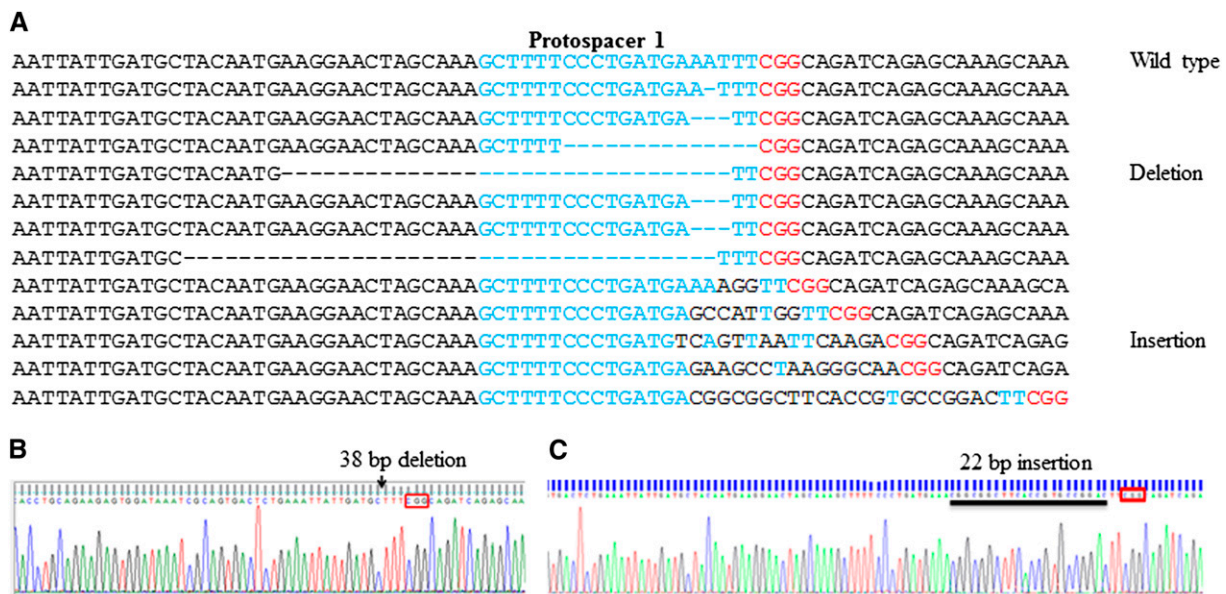 A
Protospacer 1
AATTATTGATGCTACAATGAAGGAACTAGCAAAGCTTTTCCCTGATGAAATTTCGGCAGATCAGAGCAAAGCAAA Wild type
AATTATTGATGCTACAATGAAGGAACTAGCAAAGCTTTTCCCTGATGAA-TTTCGGCAGATCAGAGCAAAGCAAA
AATTATTGATGCTACAATGAAGGAACTAGCAAAGCTTTTCCCTGATGA---TTCGGCAGATCAGAGCAAAGCAAA
AATTATTGATGCTACAATGAAGGAACTAGCAAAGCTTTT--------------CGGCAGATCAGAGCAAAGCAAA
AATTATTGATGCTACAATG--------------------------------TTCGGCAGATCAGAGCAAAGCAAA Deletion
AATTATTGATGCTACAATGAAGGAACTAGCAAAGCTTTTCCCTGATGA---TTCGGCAGATCAGAGCAAAGCAAA
AATTATTGATGCTACAATGAAGGAACTAGCAAAGCTTTTCCCTGATGA---TTCGGCAGATCAGAGCAAAGCAAA
AATTATTGATGC--------------------------------------TTTCGGCAGATCAGAGCAAAGCAAA
AATTATTGATGCTACAATGAAGGAACTAGCAAAGCTTTTCCCTGATGAAAAGGTTCGGCAGATCAGAGCAAAGCA
AATTATTGATGCTACAATGAAGGAACTAGCAAAGCTTTTCCCTGATGAGCCATTGGTTCGGCAGATCAGAGCAAA
AATTATTGATGCTACAATGAAGGAACTAGCAAAGCTTTTCCCTGATGTCAGTTAATTCAAGACGGCAGATCAGAG Insertion
AATTATTGATGCTACAATGAAGGAACTAGCAAAGCTTTTCCCTGATGAGAAGCCTAAGGGCAACGGCAGATCAGA
AATTATTGATGCTACAATGAAGGAACTAGCAAAGCTTTTCCCTGATGACGGCGGCTTCACCGTGCCGGACTTCGG
B
38 bp deletion
CACCTGCAGAAGAGTGGATAAATCGCAGTGACTCTGAAATTATTGATGCTTTCGGCAGATCAGAGCAA
C
22 bp insertion